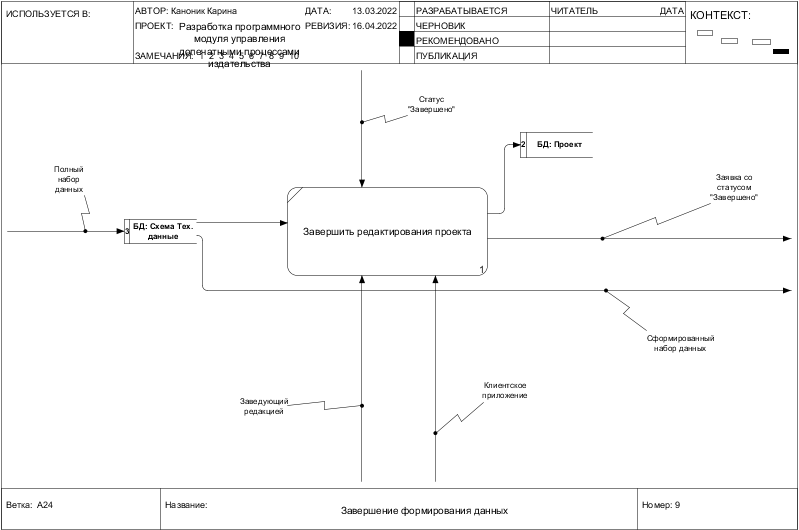 ИСПОЛЬЗУЕТСЯ В:
АВТОР: Каноник Карина
ДАТА: 13.03.2022
ПРОЕКТ: Разработка программного
модуля управления
допечатными процессами
издательства
РЕВИЗИЯ: 16.04.2022
ЗАМЕЧАНИЯ: 1 2 3 4 5 6 7 8 9 10
РАЗРАБАТЫВАЕТСЯ
ЧЕРНОВИК
РЕКОМЕНДОВАНО
ПУБЛИКАЦИЯ
ЧИТАТЕЛЬ ДАТА
КОНТЕКСТ:
Статус
"Завершено"
2 БД: Проект
Полный
набор
данных
Заявка со
статусом
"Завершено"
3 БД: Схема Тех.
данные
Завершить редактирования проекта
1
Сформированный
набор данных
Заведующий
редакцией
Клиентское
приложение
Ветка: A24
Название:
Завершение формирования данных
Номер: 9